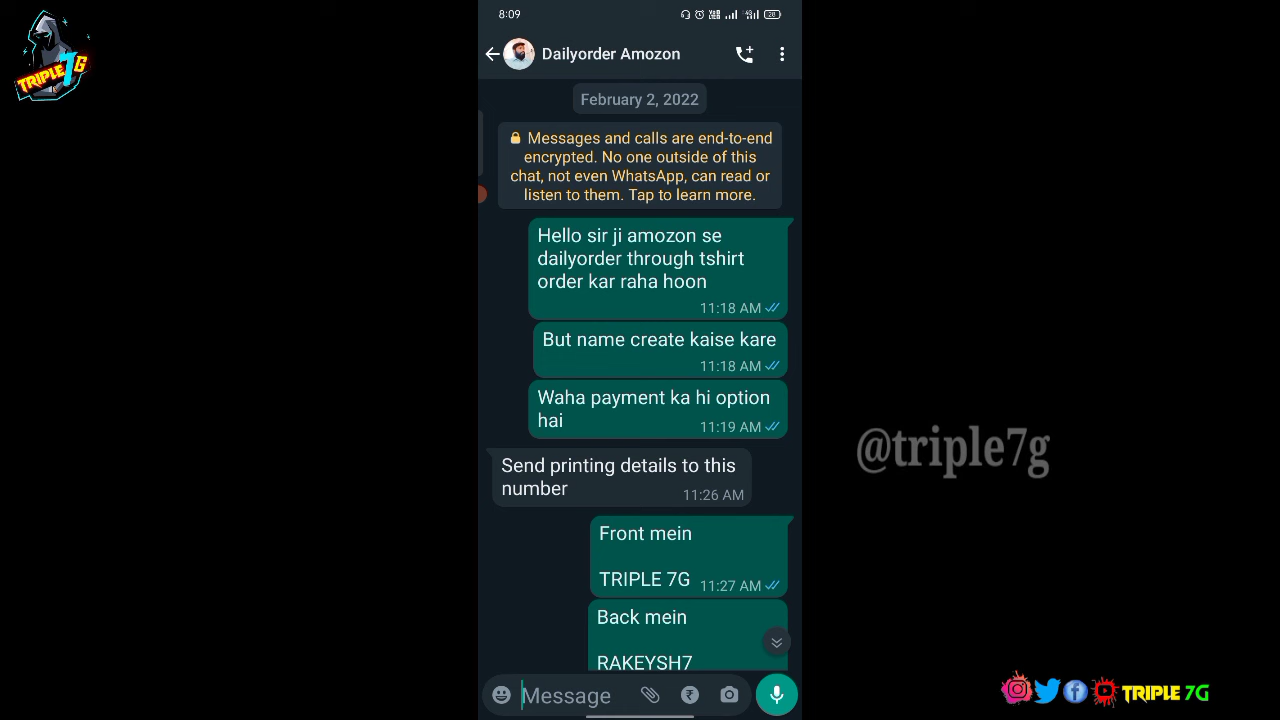 TRIPLE 7G
8:09
28
Dailyorder Amozon
February 2, 2022
Messages and calls are end-to-end
encrypted. No one outside of this
chat, not even WhatsApp, can read or
listen to them. Tap to learn more.
Hello sir ji amozon se
dailyorder through tshirt
order kar raha hoon
11:18 AM
But name create kaise kare
11:18 AM
Waha payment ka hi option
hai
11:19 AM
Send printing details to this
number
11:26 AM
Front mein
TRIPLE 7G
11:27 AM
Back mein
RAKEYSH7
Message
@triple7g
TRIPLE 7G